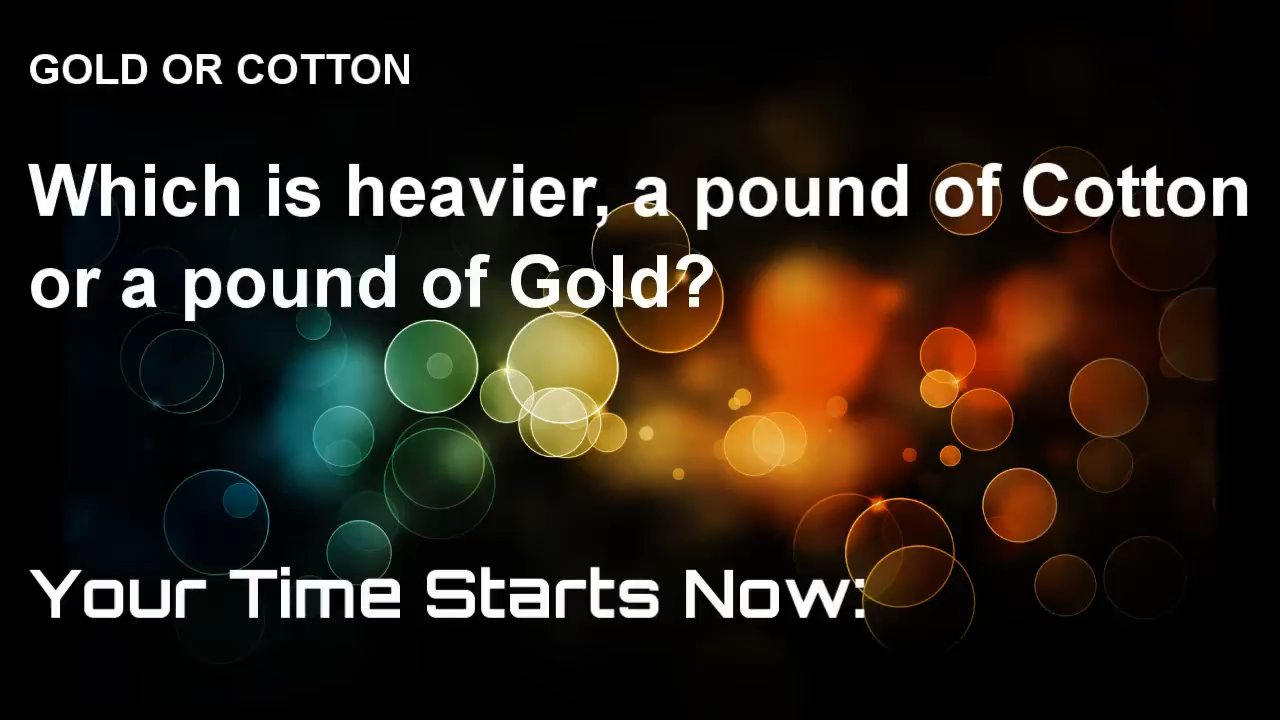 GOLD OR COTTON
Which is heavier, a pound of Cotton
or a pound of Gold?
Your Time Starts Now: